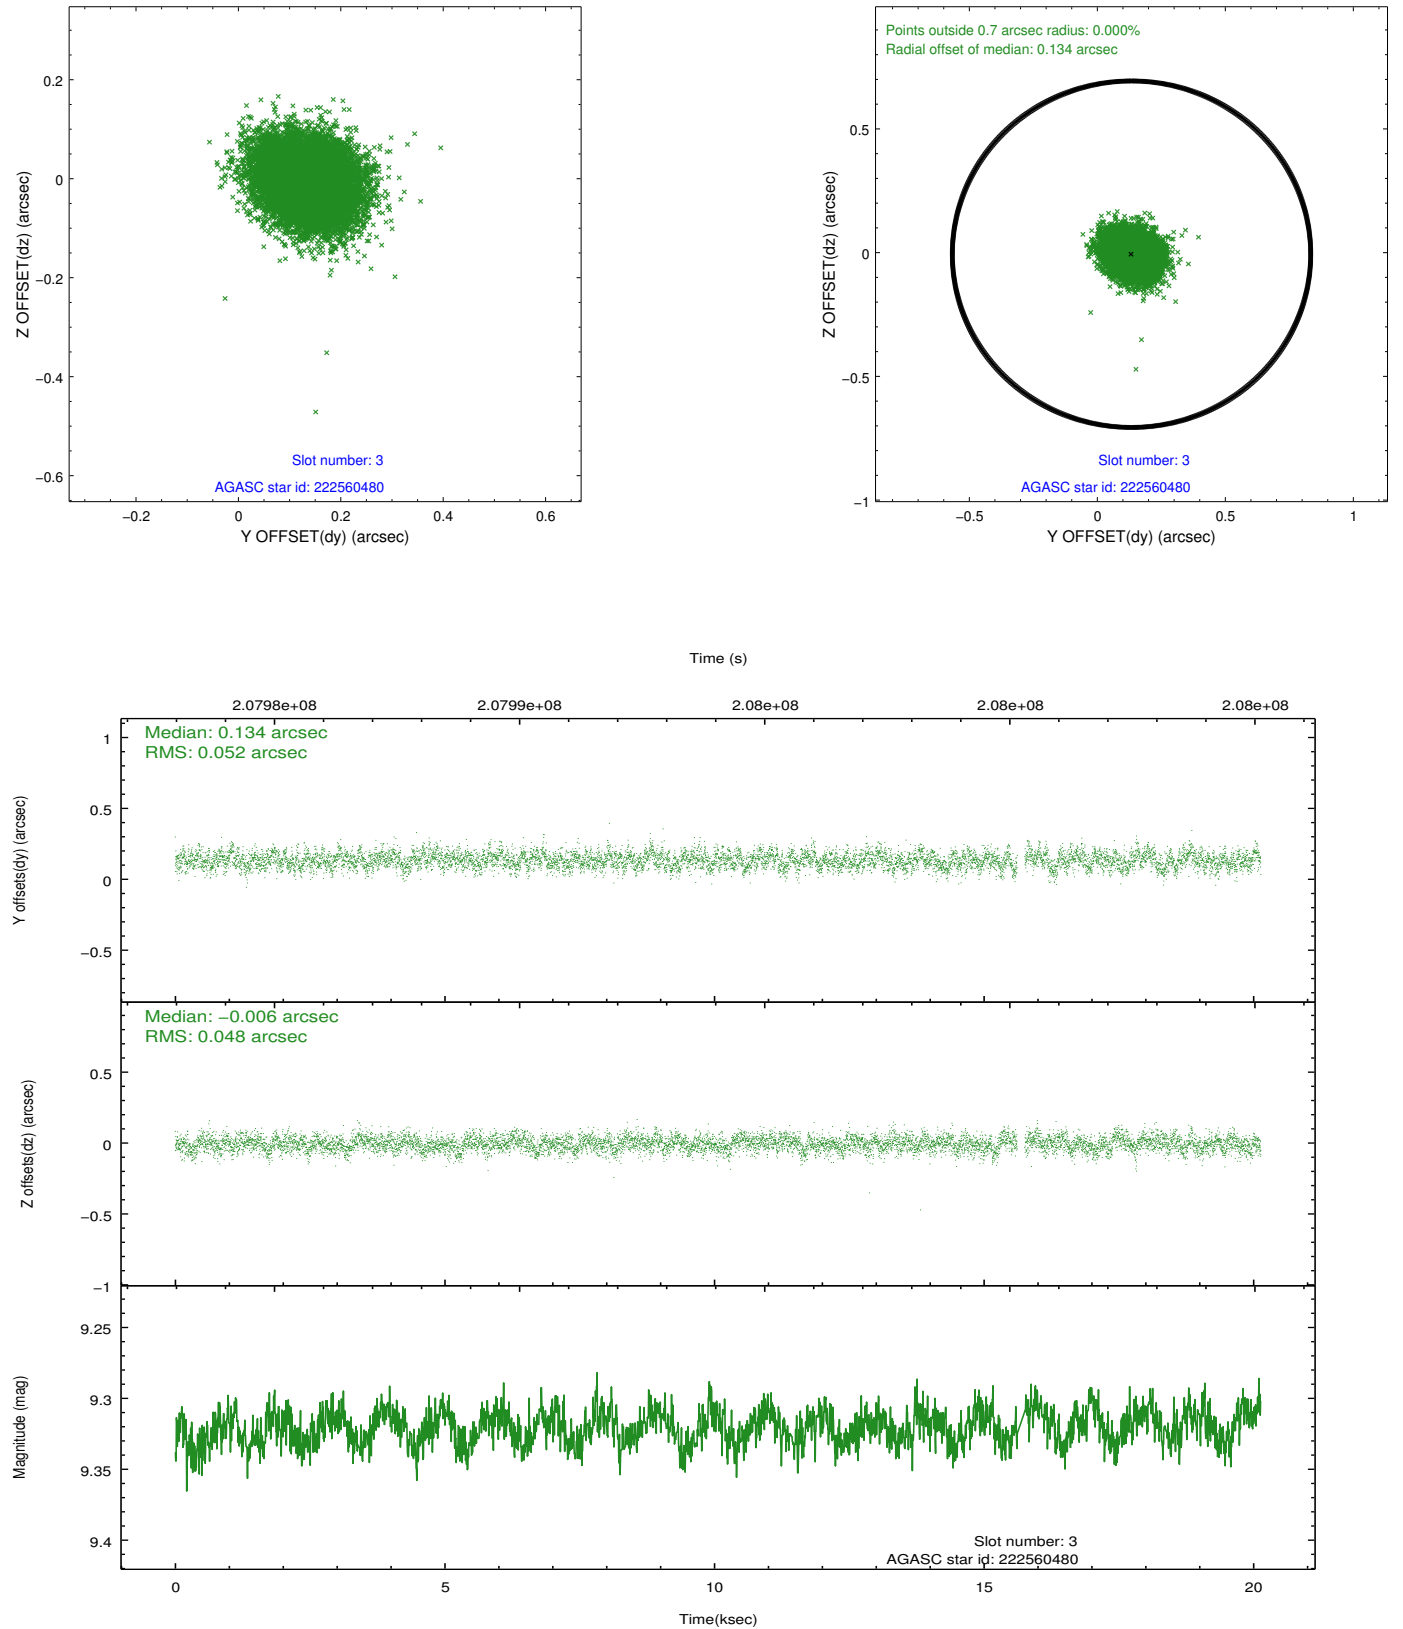 0.2
0
−0.2
−0.4
−0.6
Z OFFSET(dz) (arcsec)
Slot number: 3
AGASC star id: 222560480
−0.2 0 0.2 0.4 0.6
Y OFFSET(dy) (arcsec)
Points outside 0.7 arcsec radius: 0.000%
Radial offset of median: 0.134 arcsec
0.5
0
−0.5
−1
Z OFFSET(dz) (arcsec)
Slot number: 3
AGASC star id: 222560480
−0.5 0 0.5 1
Y OFFSET(dy) (arcsec)
Time (s)
2.0798e+08 2.0799e+08 2.08e+08 2.08e+08 2.08e+08
Median: 0.134 arcsec
RMS: 0.052 arcsec
1
0.5
0
−0.5
Y offsets(dy) (arcsec)
Median: −0.006 arcsec
RMS: 0.048 arcsec
0.5
0
−0.5
−1
Z offsets(dz) (arcsec)
9.25
9.3
9.35
9.4
Magnitude (mag)
Slot number: 3
AGASC star id: 222560480
0 5 10 15 20
Time(ksec)